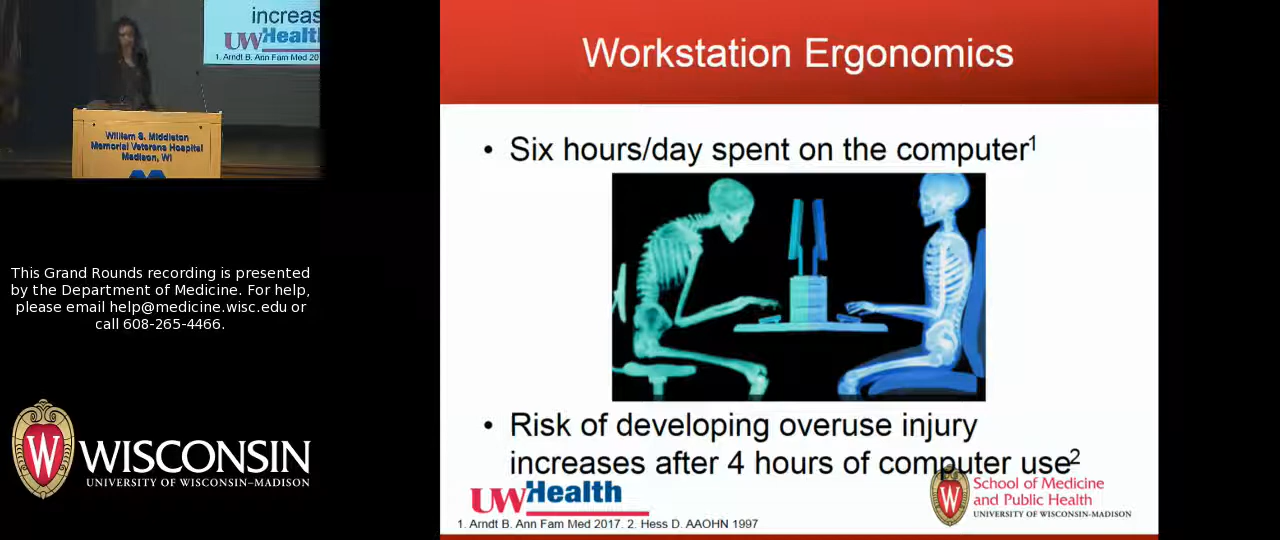 increas
UWHealth
1. Arndt B. Ann Fam Med 20
William S. Middleton
Memorial Veterans Hospital
Madison, WI
This Grand Rounds recording is presented
by the Department of Medicine. For help,
please email help@medicine.wisc.edu or
call 608-265-4466.
W WISCONSIN
UNIVERSITY OF WISCONSIN–MADISON
Workstation Ergonomics
• Six hours/day spent on the computer1
• Risk of developing overuse injury
increases after 4 hours of computer use2
UWHealth
W School of Medicine
and Public Health
UNIVERSITY OF WISCONSIN-MADISON
1. Arndt B. Ann Fam Med 2017. 2. Hess D. AAOHN 1997